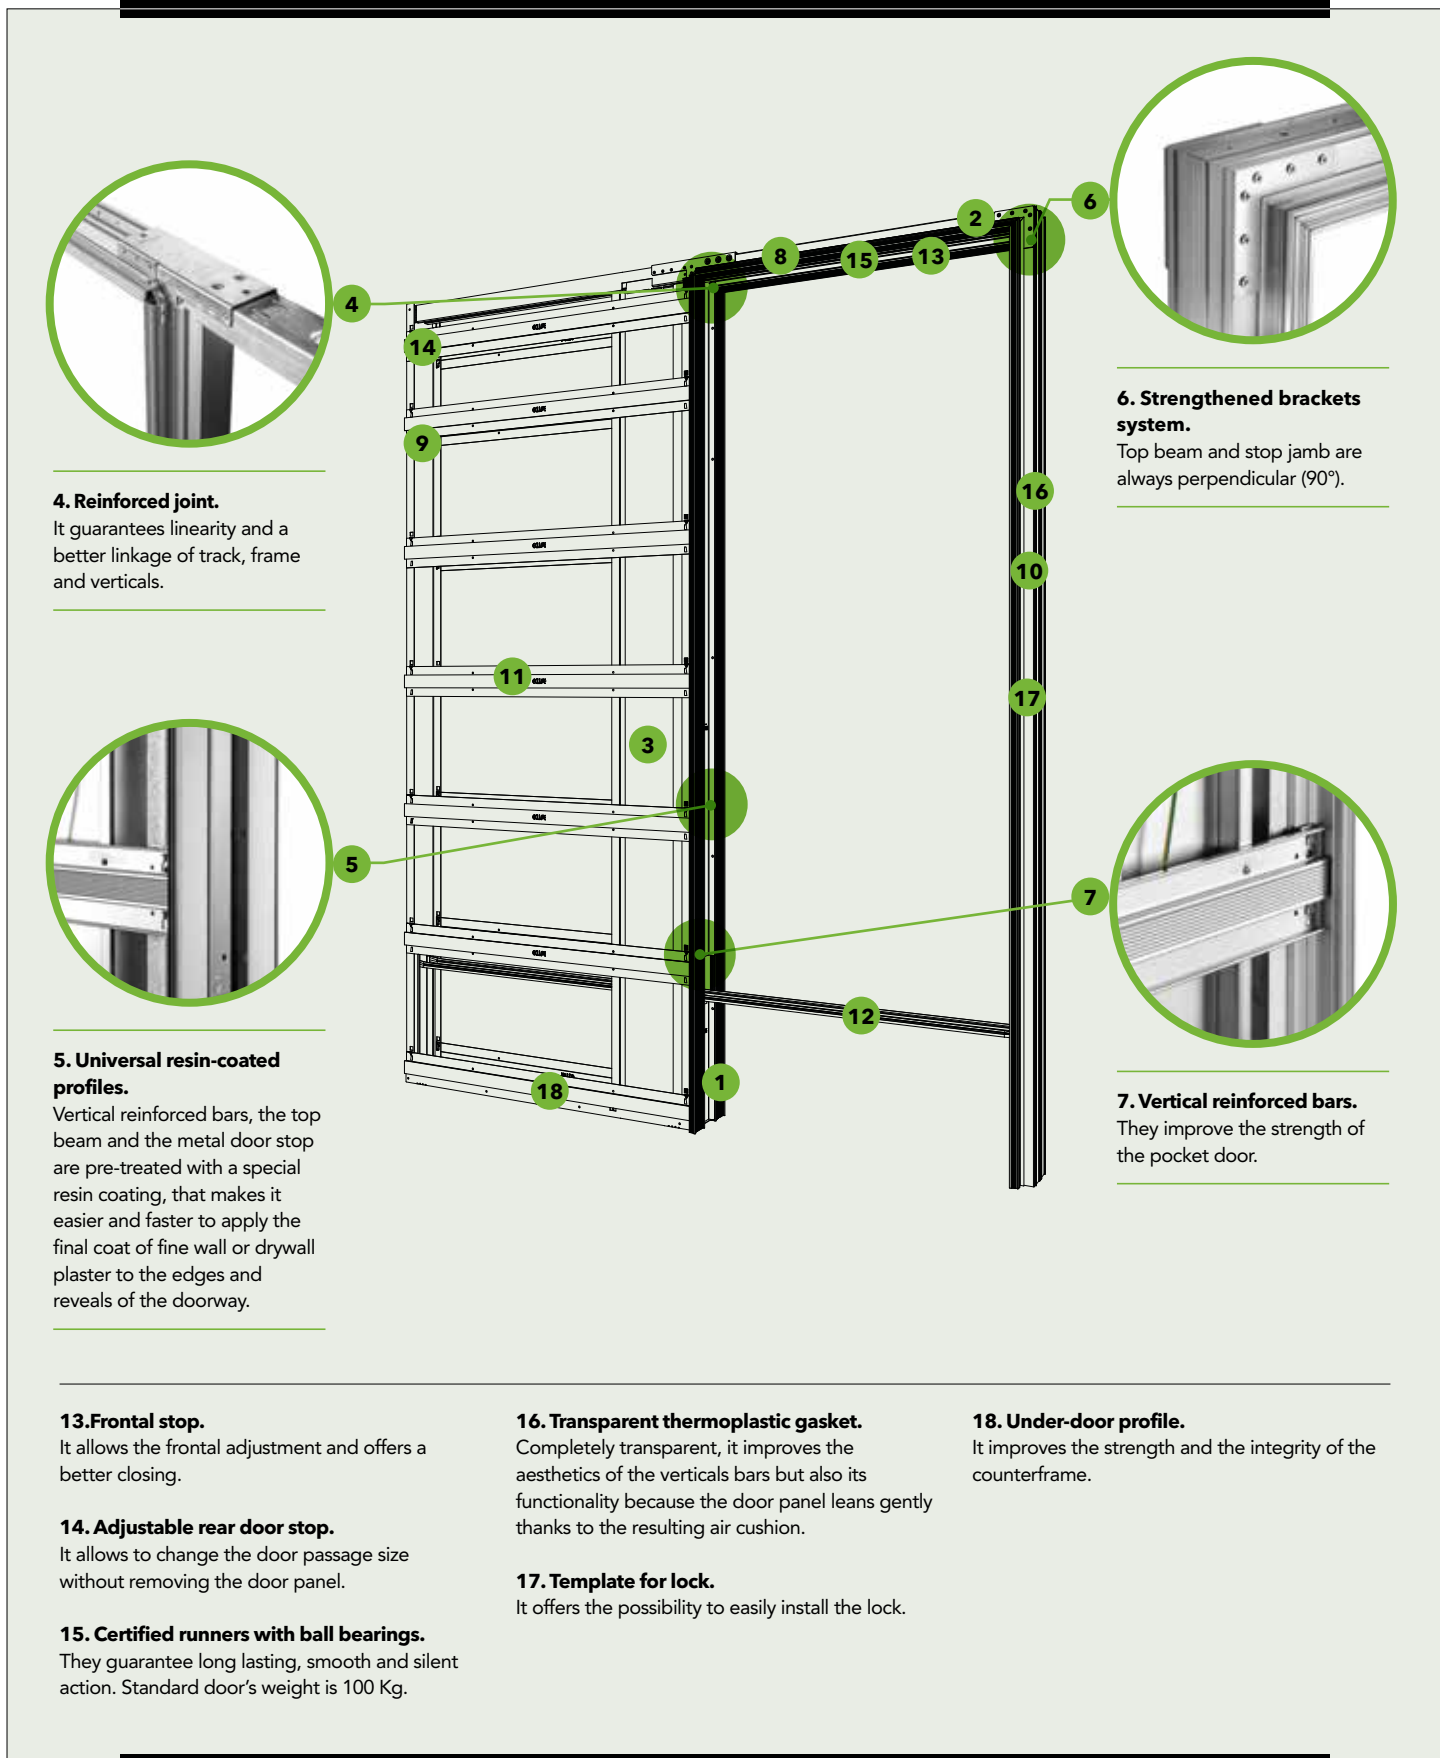 6
2
8
15
13
4
14
9
6. Strengthened brackets
system.
Top beam and stop jamb are
always perpendicular (90°).
16
4. Reinforced joint.
It guarantees linearity and a
better linkage of track, frame
and verticals.
10
11
17
3
5
7
12
1
18
5. Universal resin-coated
profiles.
Vertical reinforced bars, the top
beam and the metal door stop
are pre-treated with a special
resin coating, that makes it
easier and faster to apply the
final coat of fine wall or drywall
plaster to the edges and
reveals of the doorway.
7. Vertical reinforced bars.
They improve the strength of
the pocket door.
13.Frontal stop.
It allows the frontal adjustment and offers a
better closing.
14. Adjustable rear door stop.
It allows to change the door passage size
without removing the door panel.
15. Certified runners with ball bearings.
They guarantee long lasting, smooth and silent
action. Standard door’s weight is 100 Kg.
16. Transparent thermoplastic gasket.
Completely transparent, it improves the
aesthetics of the verticals bars but also its
functionality because the door panel leans gently
thanks to the resulting air cushion.
17. Template for lock.
It offers the possibility to easily install the lock.
18. Under-door profile.
It improves the strength and the integrity of the
counterframe.